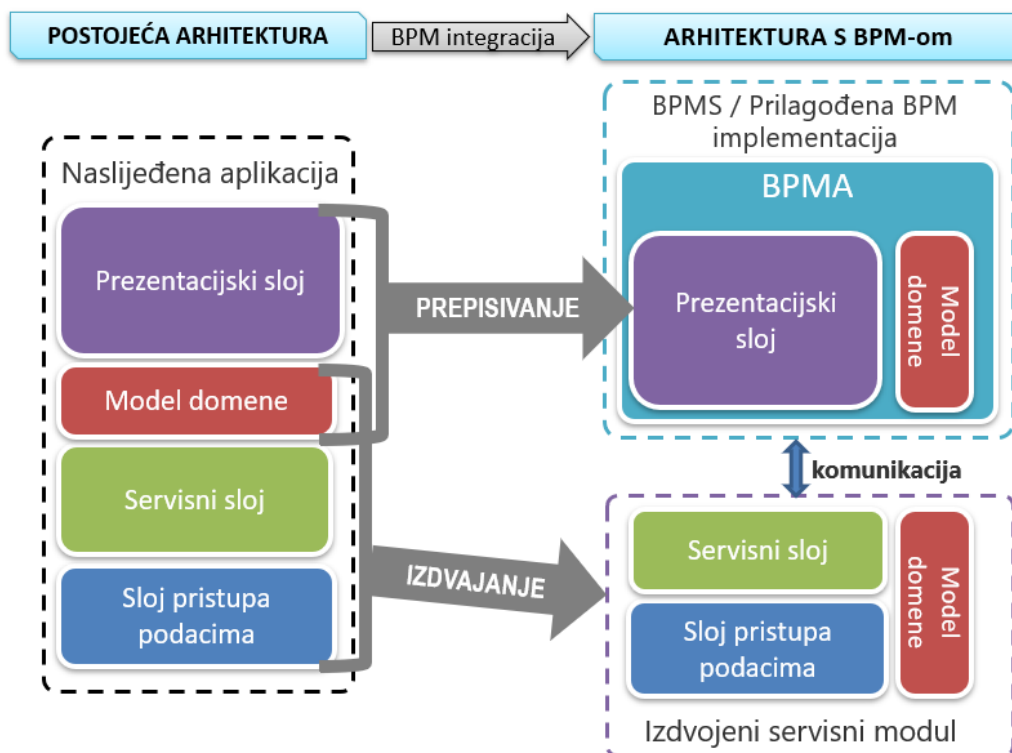 POSTOJEĆA ARHITEKTURA
BPM integracija
ARHITEKTURA S BPM-om
Naslijeđena aplikacija
Prezentacijski sloj
Model domene
Servisni sloj
Sloj pristupa
podacima
PREPISIVANJE
IZDVAJANJE
BPMS / Prilagođena BPM
implementacija
BPMA
Prezentacijski
sloj
Model
domene
komunikacija
Servisni sloj
Sloj pristupa
podacima
Model
domene
Izdvojeni servisni modul